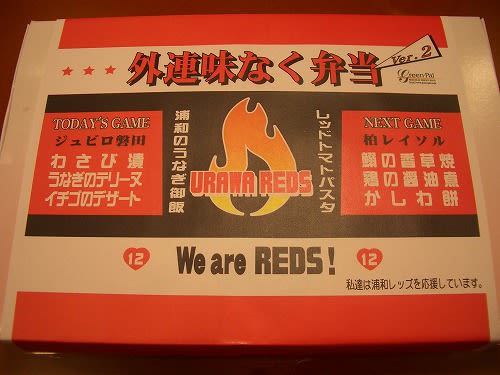 外連味なく弁当
Ver.2
GreenPal
TODAY'S GAME
ジュビロ磐田
わさび漬
うなぎのテリーヌ
イチゴのデザート
浦和のうなぎ御飯
URAWA REDS
レッドトマトパスタ
NEXT GAME
柏レイソル
鰯の香草焼
鶏の醤油煮
かしわ餅
12
We are REDS!
12
私達は浦和レッズを応援しています。